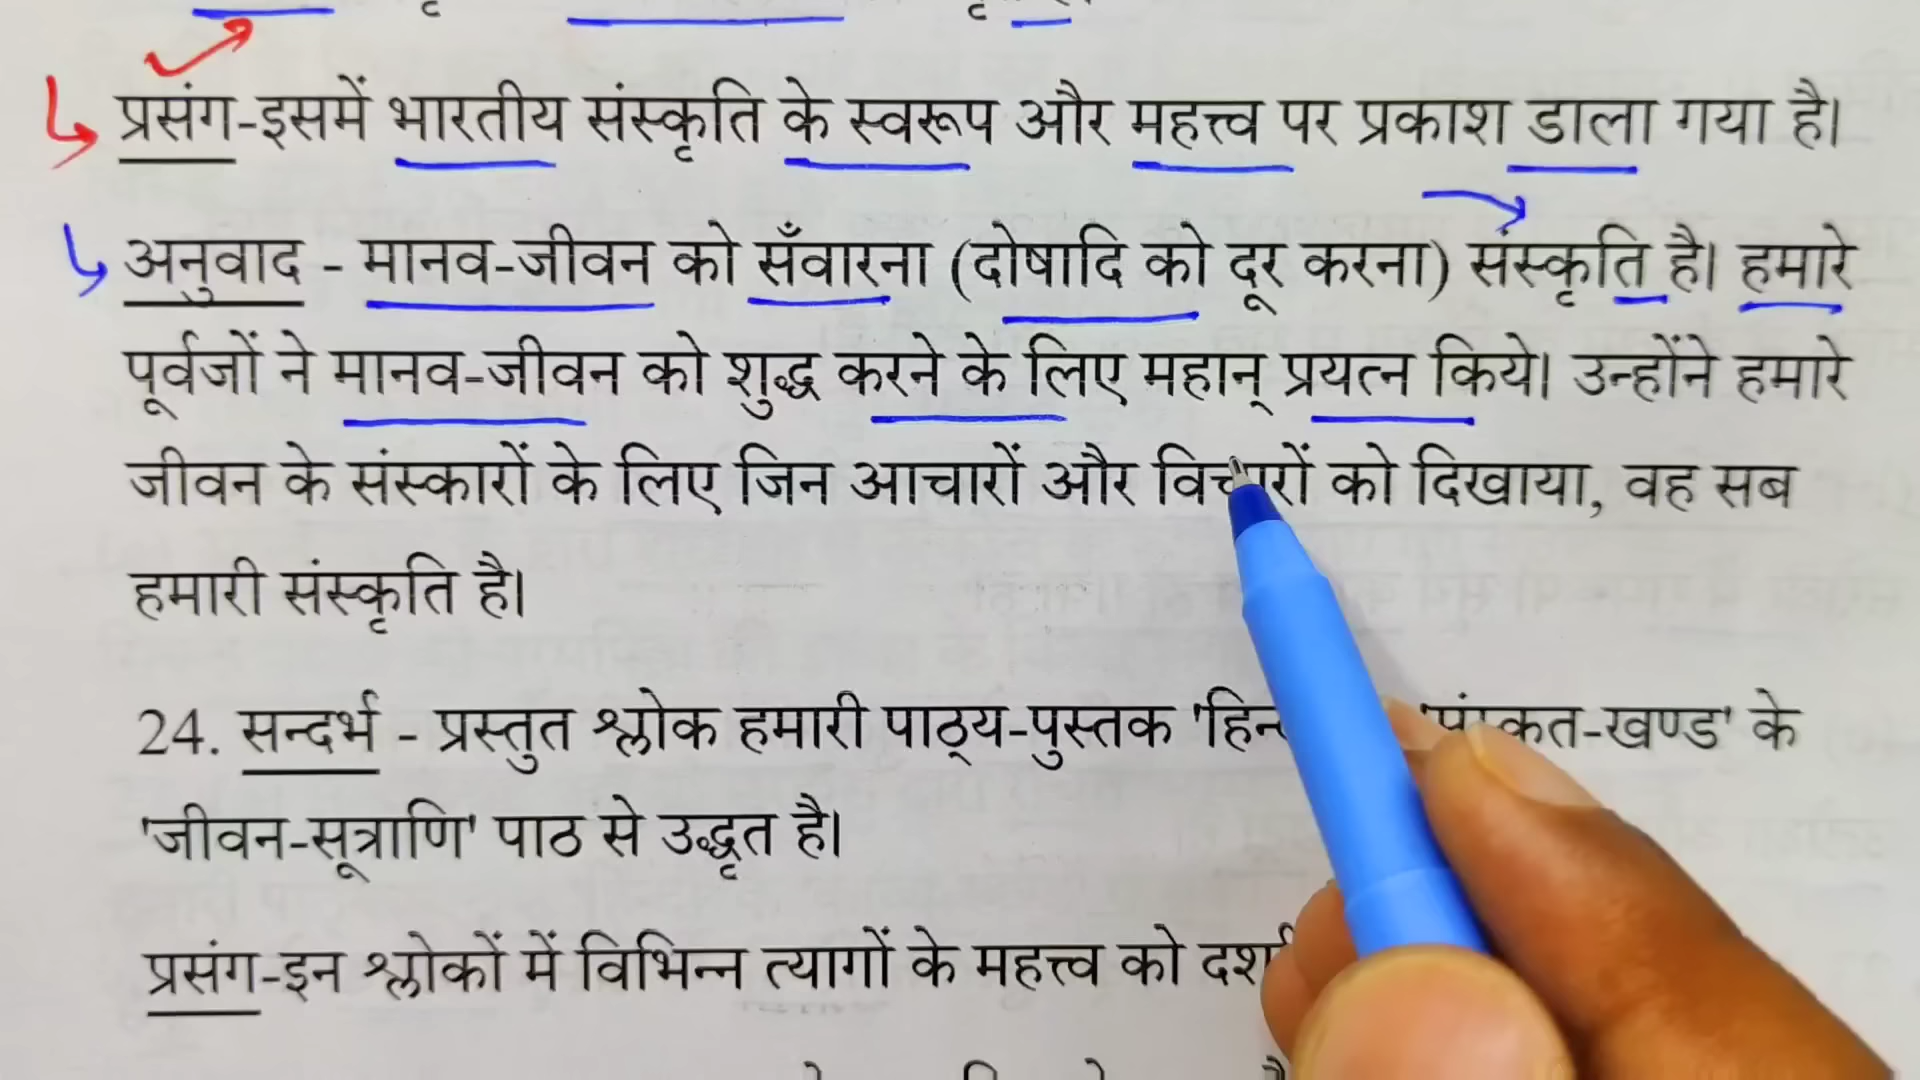 प्रसंग-इसमें भारतीय संस्कृति के स्वरूप और महत्त्व पर प्रकाश डाला गया है।
अनुवाद - मानव-जीवन को सँवारना (दोषादि को दूर करना) संस्कृति है। हमारे
पूर्वजों ने मानव-जीवन को शुद्ध करने के लिए महान् प्रयत्न किये। उन्होंने हमारे
जीवन के संस्कारों के लिए जिन आचारों और विचारों को दिखाया, वह सब
हमारी संस्कृति है।
24. सन्दर्भ - प्रस्तुत श्लोक हमारी पाठ्य-पुस्तक के
'जीवन-सूत्राणि' पाठ से उद्धृत है।
प्रसंग-इन श्लोकों में विभिन्न त्यागों के महत्त्व को